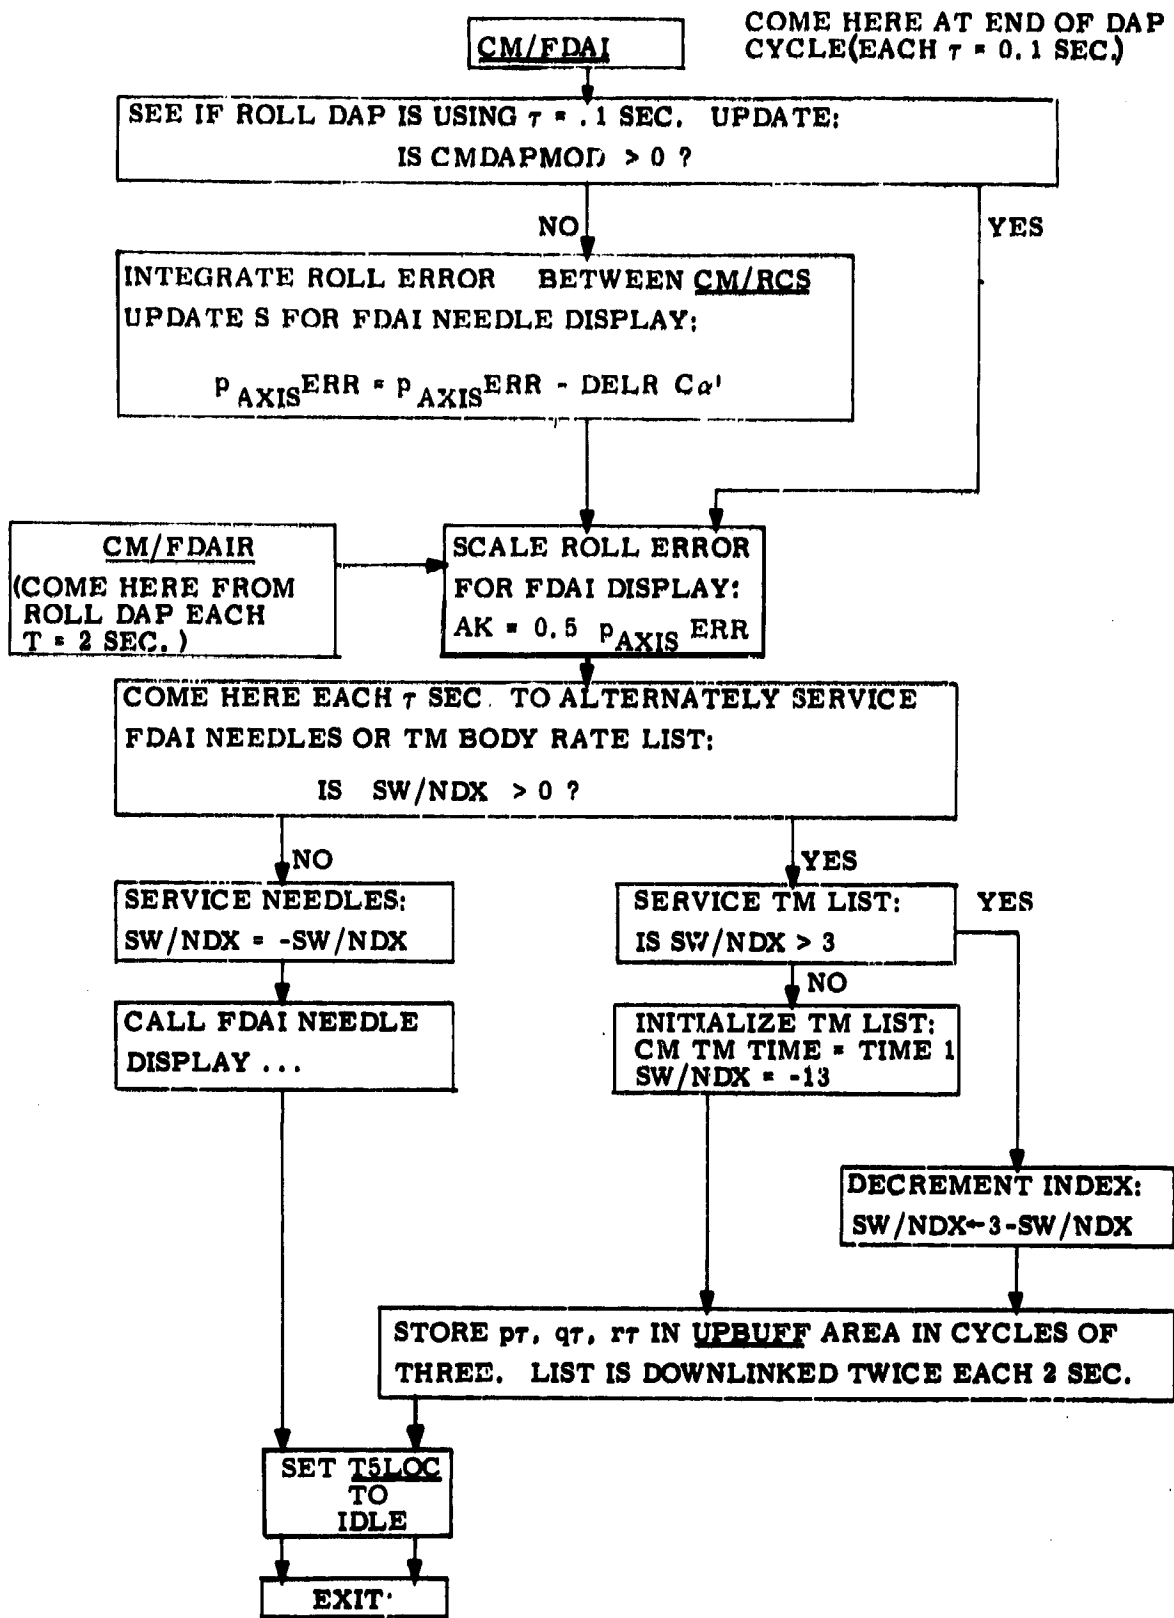 CM/FDAI
COME HERE AT END OF DAP
CYCLE(EACH τ = 0.1 SEC.)
SEE IF ROLL DAP IS USING τ = .1 SEC. UPDATE:
IS CMDAPMOD > 0 ?
NO
YES
INTEGRATE ROLL ERROR BETWEEN CM/RCS
UPDATE S FOR FDAI NEEDLE DISPLAY:
p AXIS ERR = p AXIS ERR - DELR Cα'
CM/FDAIR
(COME HERE FROM
ROLL DAP EACH
T = 2 SEC.)
SCALE ROLL ERROR
FOR FDAI DISPLAY:
AK = 0.5 p AXIS ERR
COME HERE EACH τ SEC. TO ALTERNATELY SERVICE
FDAI NEEDLES OR TM BODY RATE LIST:
IS SW/NDX > 0 ?
NO
YES
SERVICE NEEDLES:
SW/NDX = -SW/NDX
SERVICE TM LIST:
IS SW/NDX > 3
YES
NO
CALL FDAI NEEDLE
DISPLAY ...
INITIALIZE TM LIST:
CM TM TIME = TIME 1
SW/NDX = -13
DECREMENT INDEX:
SW/NDX←3-SW/NDX
STORE pτ, qτ, rτ IN UPBUFF AREA IN CYCLES OF
THREE. LIST IS DOWNLINKED TWICE EACH 2 SEC.
SET T5LOC
TO
IDLE
EXIT